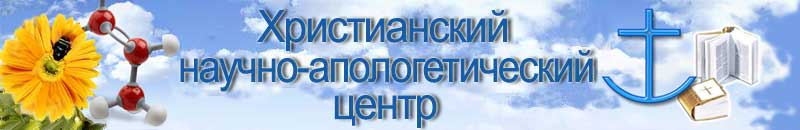 Христианский
научно-апологетический
центр